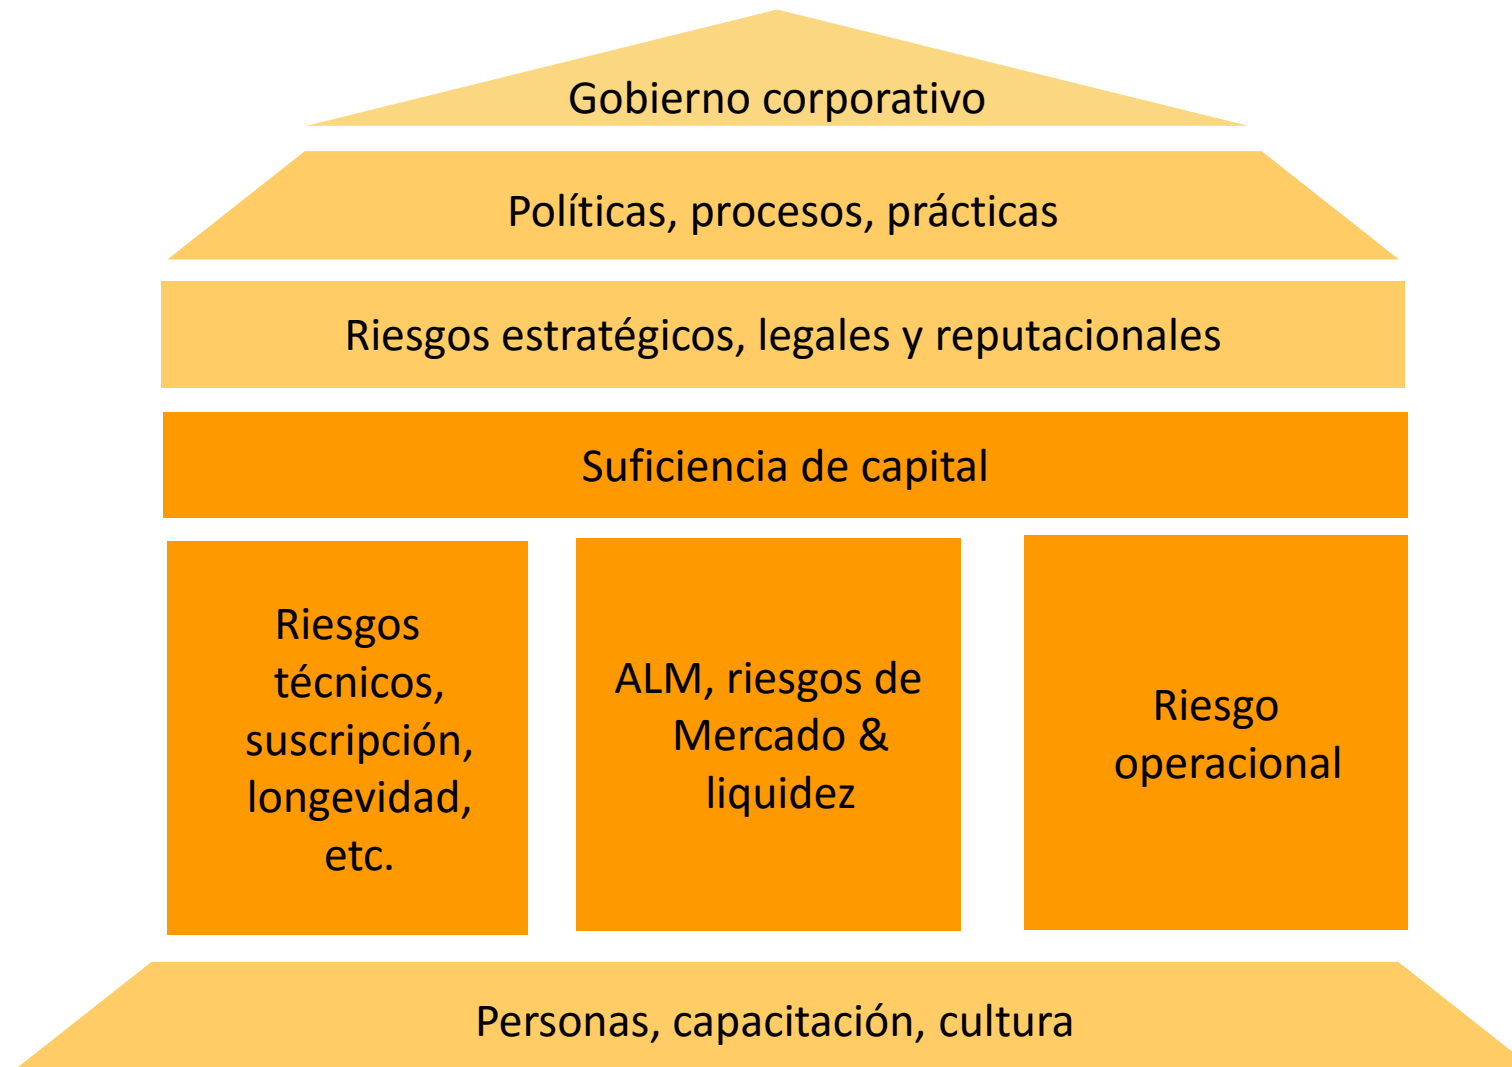 Gobierno corporativo
Políticas, procesos, prácticas
Riesgos estratégicos, legales y reputacionales
Suficiencia de capital
Riesgos
técnicos,
suscripción,
longevidad,
etc.
ALM, riesgos de
Mercado &
liquidez
Riesgo
operacional
Personas, capacitación, cultura